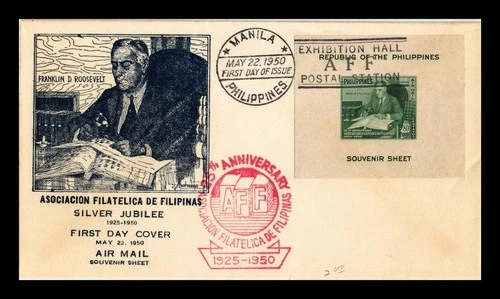 FRANKLIN D ROOSEVELT
ASOCIACION FILATELICA DE FILIPINAS
SILVER JUBILEE
1925-1950
FIRST DAY COVER
MAY 22, 1950
AIR MAIL
SOUVENIR SHEET
★ MANILA ★
MAY 22, 1950
FIRST DAY OF ISSUE
PHILIPPINES
EXHIBITION HALL
AFF
POSTAL STATION
REPUBLIC OF THE PHILIPPINES
SOUVENIR SHEET
25th ANNIVERSARY
AFF
ASOCIACION FILATELICA DE FILIPINAS
1925-1950